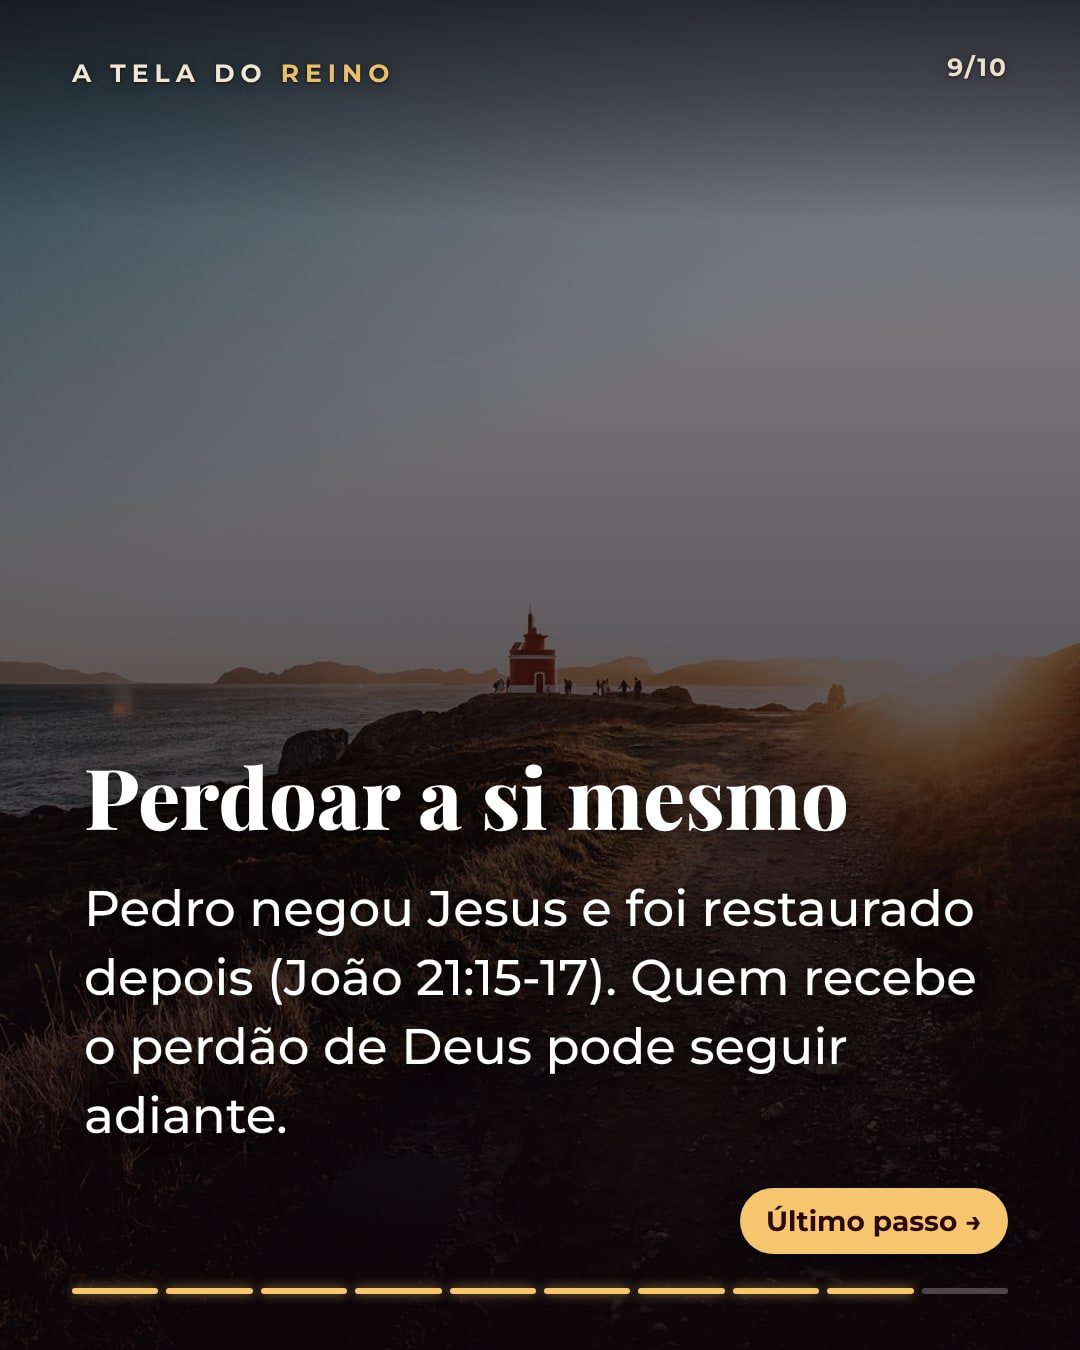 A TELA DO REINO
9/10
Perdoar a si mesmo
Pedro negou Jesus e foi restaurado
depois (João 21:15-17). Quem recebe
o perdão de Deus pode seguir
adiante.
Último passo →